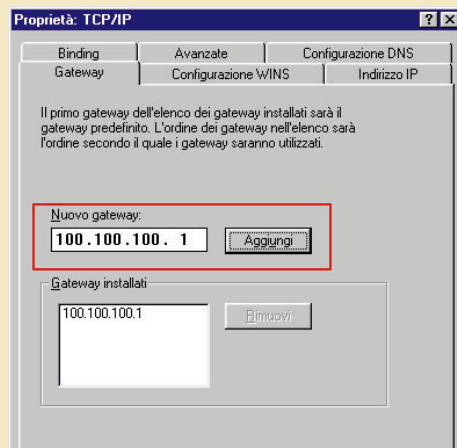 Proprietà: TCP/IP
Binding Avanzate Configurazione DNS
Gateway Configurazione WINS Indirizzo IP
Il primo gateway dell'elenco dei gateway installati sarà il
gateway predefinito. L'ordine dei gateway nell'elenco sarà
l'ordine secondo il quale i gateway saranno utilizzati.
Nuovo gateway:
100.100.100. 1 Aggiungi
Gateway installati
100.100.100.1 Rimuovi